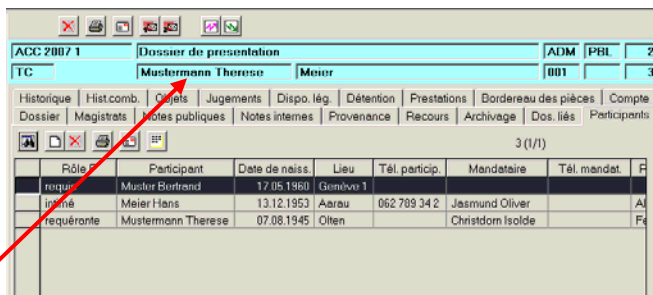 ACC 2007 1 Dossier de presentation ADM PBL 2
TC Mustermann Therese Meier 001 3
Historique Hist.comb. Objets Jugements Dispo. lég. Détention Prestations Bordereau des pièces Compte
Dossier Magistrats Notes publiques Notes internes Provenance Recours Archivage Dos. liés Participants
3 (1/1)
Rôle P Participant Date de naiss. Lieu Tél. particip. Mandataire Tél. mandat. F
requis Muster Bertrand 17.05.1960 Genève 1
intimé Meier Hans 13.12.1953 Aarau 062 789 34 2 Jasmund Oliver Al
requérante Mustermann Therese 07.08.1945 Olten Christdorn Isolde Fe